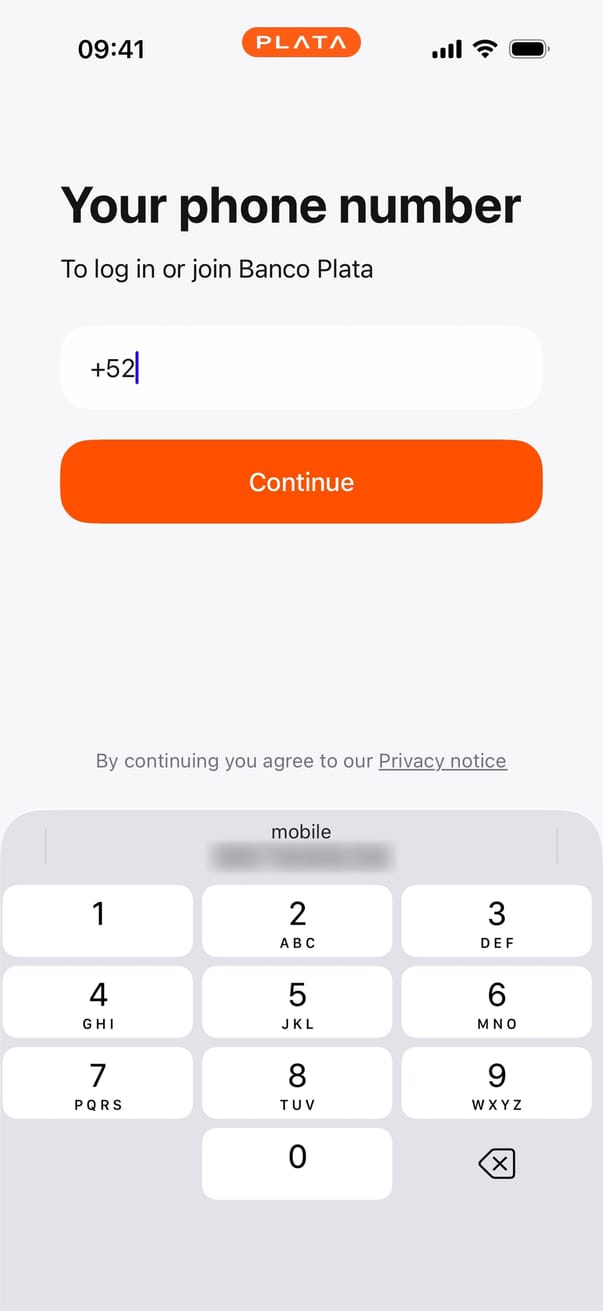 09:41
PLATA
Your phone number
To log in or join Banco Plata
+52
Continue
By continuing you agree to our Privacy notice
mobile
1
2
ABC
3
DEF
4
GHI
5
JKL
6
MNO
7
PQRS
8
TUV
9
WXYZ
0